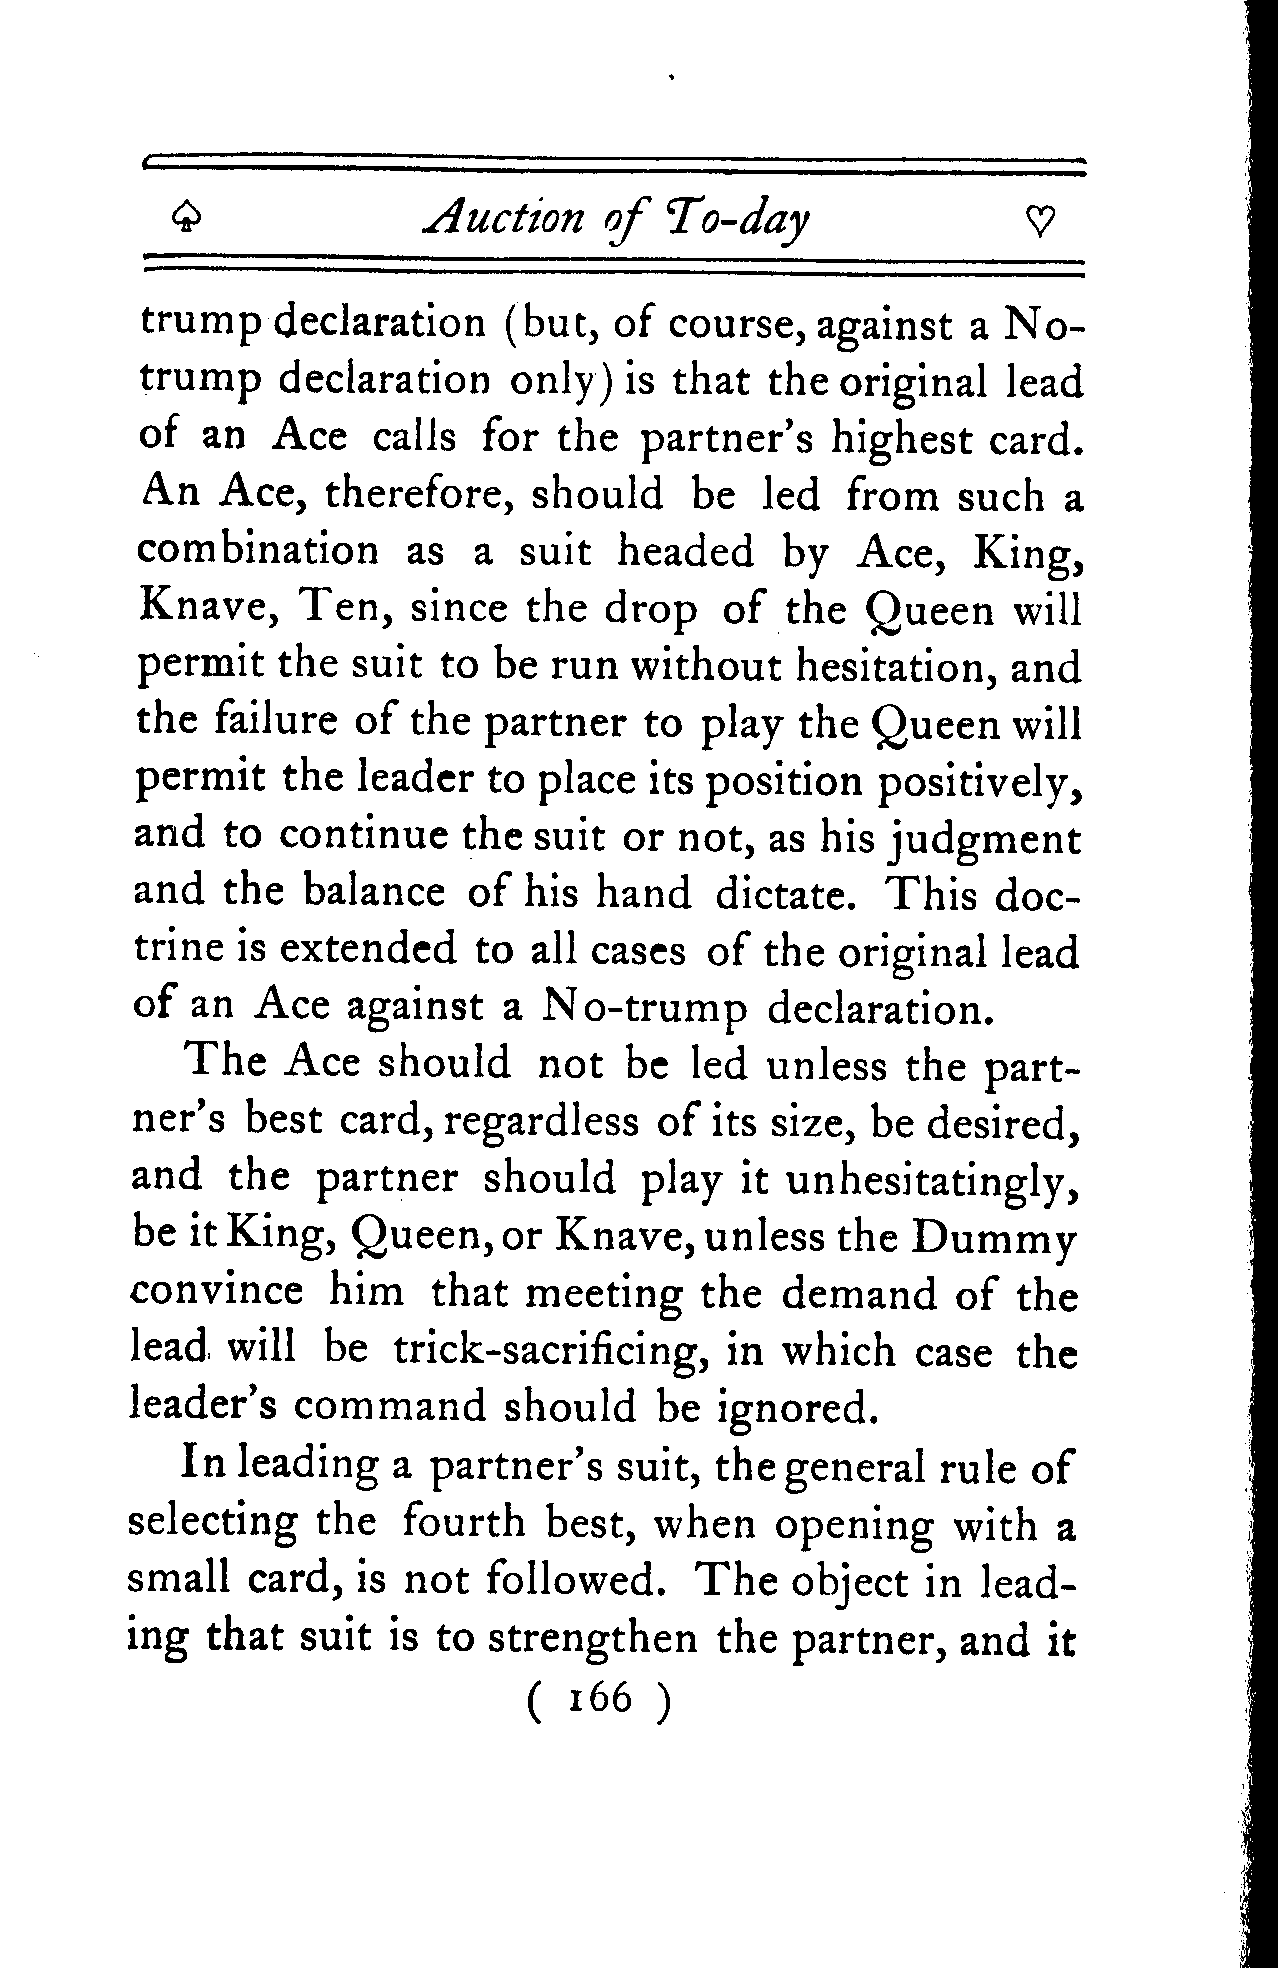 ♤ Auction of To-day ♡
trump declaration (but, of course, against a No-
trump declaration only) is that the original lead
of an Ace calls for the partner's highest card.
An Ace, therefore, should be led from such a
combination as a suit headed by Ace, King,
Knave, Ten, since the drop of the Queen will
permit the suit to be run without hesitation, and
the failure of the partner to play the Queen will
permit the leader to place its position positively,
and to continue the suit or not, as his judgment
and the balance of his hand dictate. This doc-
trine is extended to all cases of the original lead
of an Ace against a No-trump declaration.
The Ace should not be led unless the part-
ner's best card, regardless of its size, be desired,
and the partner should play it unhesitatingly,
be it King, Queen, or Knave, unless the Dummy
convince him that meeting the demand of the
lead will be trick-sacrificing, in which case the
leader's command should be ignored.
In leading a partner's suit, the general rule of
selecting the fourth best, when opening with a
small card, is not followed. The object in lead-
ing that suit is to strengthen the partner, and it
( 166 )